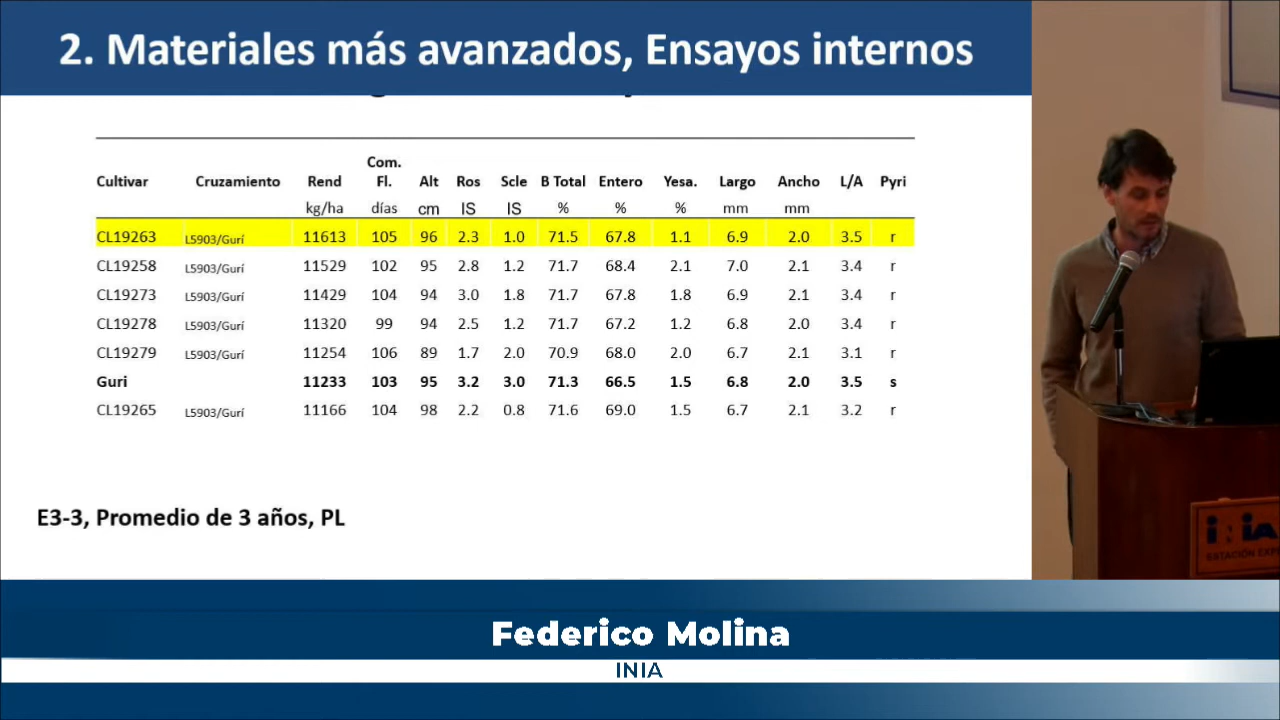 2. Materiales más avanzados, Ensayos internos
Cultivar Cruzamiento Rend Com. Fl. Alt Ros Scle B Total Entero Yesa. Largo Ancho L/A Pyri
kg/ha días cm IS IS % % % mm mm
CL19263 L5903/Gurí 11613 105 96 2.3 1.0 71.5 67.8 1.1 6.9 2.0 3.5 r
CL19258 L5903/Gurí 11529 102 95 2.8 1.2 71.7 68.4 2.1 7.0 2.1 3.4 r
CL19273 L5903/Gurí 11429 104 94 3.0 1.8 71.7 67.8 1.8 6.9 2.1 3.4 r
CL19278 L5903/Gurí 11320 99 94 2.5 1.2 71.7 67.2 1.2 6.8 2.0 3.4 r
CL19279 L5903/Gurí 11254 106 89 1.7 2.0 70.9 68.0 2.0 6.7 2.1 3.1 r
Guri 11233 103 95 3.2 3.0 71.3 66.5 1.5 6.8 2.0 3.5 s
CL19265 L5903/Gurí 11166 104 98 2.2 0.8 71.6 69.0 1.5 6.7 2.1 3.2 r
E3-3, Promedio de 3 años, PL
inia
ESTACIÓN EXP
Federico Molina
INIA